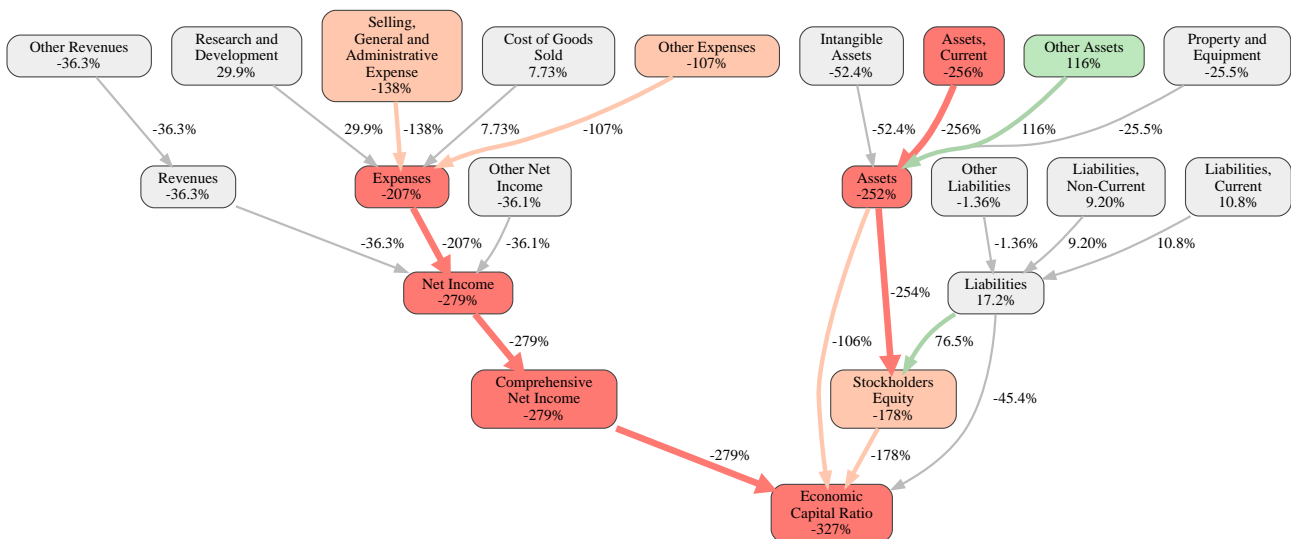 Other Revenues
-36.3%
Research and
Development
29.9%
Selling,
General and
Administrative
Expense
-138%
Cost of Goods
Sold
7.73%
Other Expenses
-107%
Intangible
Assets
-52.4%
Assets,
Current
-256%
Other Assets
116%
Property and
Equipment
-25.5%
-36.3%
29.9%
-138%
7.73%
-107%
-52.4%
-256%
116%
-25.5%
Revenues
-36.3%
Expenses
-207%
Other Net
Income
-36.1%
Assets
-252%
Other
Liabilities
-1.36%
Liabilities,
Non-Current
9.20%
Liabilities,
Current
10.8%
-36.3%
-207%
-36.1%
-1.36%
9.20%
10.8%
Net Income
-279%
Liabilities
17.2%
-254%
-279%
-106%
76.5%
Comprehensive
Net Income
-279%
Stockholders
Equity
-178%
-45.4%
-279%
-178%
Economic
Capital Ratio
-327%